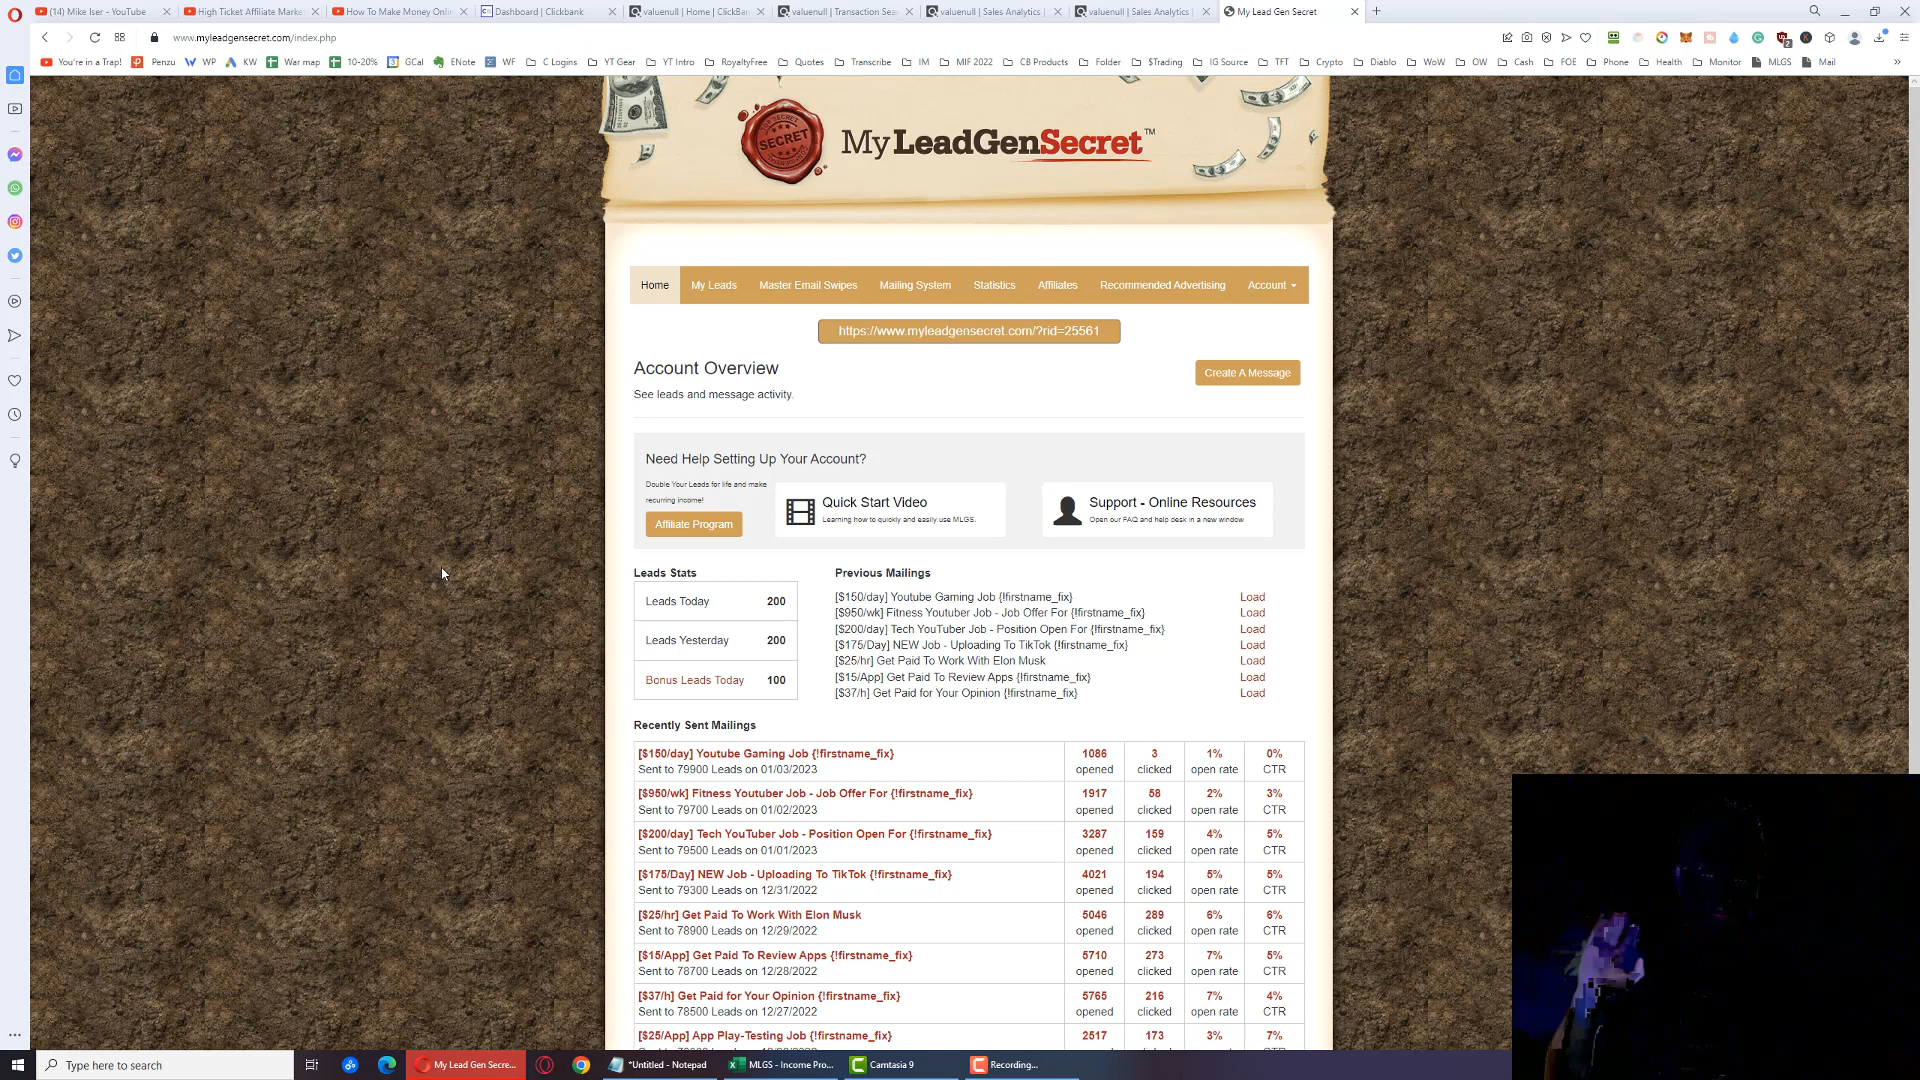 (14) Mike Iser - YouTube
High Ticket Affiliate Market
How To Make Money Onli
Dashboard | Clickbank
valuenull | Home | ClickBan
valuenull | Transaction Sea
valuenull | Sales Analytics |
valuenull | Sales Analytics |
My Lead Gen Secret
www.myleadgensecret.com/index.php
You're in a Trap!
Penzu
WP
KW
War map
10-20%
GCal
ENote
WF
C Logins
YT Gear
YT Intro
RoyaltyFree
Quotes
Transcribe
IM
MIF 2022
CB Products
Folder
$Trading
IG Source
TFT
Crypto
Diablo
WoW
OW
Cash
FOE
Phone
Health
Monitor
MLGS
Mail
SECRET
MyLeadGenSecret™
Home
My Leads
Master Email Swipes
Mailing System
Statistics
Affiliates
Recommended Advertising
Account
https://www.myleadgensecret.com/?rid=25561
Account Overview
Create A Message
See leads and message activity.
Need Help Setting Up Your Account?
Double Your Leads for life and make
recurring income!
Affiliate Program
Quick Start Video
Learning how to quickly and easily use MLGS.
Support - Online Resources
Open our FAQ and help desk in a new window
Leads Stats
Leads Today 200
Leads Yesterday 200
Bonus Leads Today 100
Previous Mailings
[$150/day] Youtube Gaming Job {!firstname_fix} Load
[$950/wk] Fitness Youtuber Job - Job Offer For {!firstname_fix} Load
[$200/day] Tech YouTuber Job - Position Open For {!firstname_fix} Load
[$175/Day] NEW Job - Uploading To TikTok {!firstname_fix} Load
[$25/hr] Get Paid To Work With Elon Musk Load
[$15/App] Get Paid To Review Apps {!firstname_fix} Load
[$37/h] Get Paid for Your Opinion {!firstname_fix} Load
Recently Sent Mailings
[$150/day] Youtube Gaming Job {!firstname_fix} 1086 3 1% 0%
Sent to 79900 Leads on 01/03/2023 opened clicked open rate CTR
[$950/wk] Fitness Youtuber Job - Job Offer For {!firstname_fix} 1917 58 2% 3%
Sent to 79700 Leads on 01/02/2023 opened clicked open rate CTR
[$200/day] Tech YouTuber Job - Position Open For {!firstname_fix} 3287 159 4% 5%
Sent to 79500 Leads on 01/01/2023 opened clicked open rate CTR
[$175/Day] NEW Job - Uploading To TikTok {!firstname_fix} 4021 194 5% 5%
Sent to 79300 Leads on 12/31/2022 opened clicked open rate CTR
[$25/hr] Get Paid To Work With Elon Musk 5046 289 6% 6%
Sent to 78900 Leads on 12/29/2022 opened clicked open rate CTR
[$15/App] Get Paid To Review Apps {!firstname_fix} 5710 273 7% 5%
Sent to 78700 Leads on 12/28/2022 opened clicked open rate CTR
[$37/h] Get Paid for Your Opinion {!firstname_fix} 5765 216 7% 4%
Sent to 78500 Leads on 12/27/2022 opened clicked open rate CTR
[$25/App] App Play-Testing Job {!firstname_fix} 2517 173 3% 7%
Type here to search
My Lead Gen Secre...
*Untitled - Notepad
MLGS - Income Pro...
Camtasia 9
Recording...